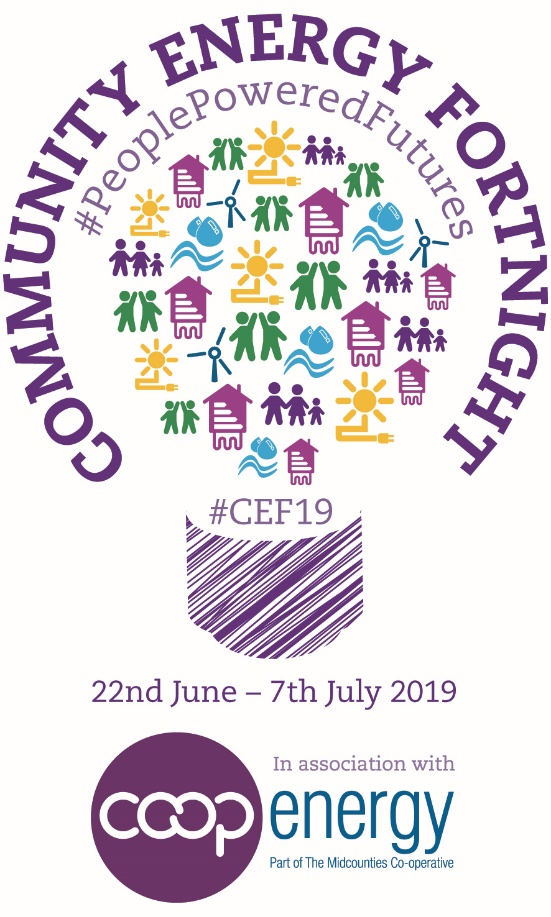 COMMUNITY ENERGY FORTNIGHT
#PeoplePoweredFutures
#CEF19
22nd June – 7th July 2019
In association with
coop energy
Part of The Midcounties Co-operative